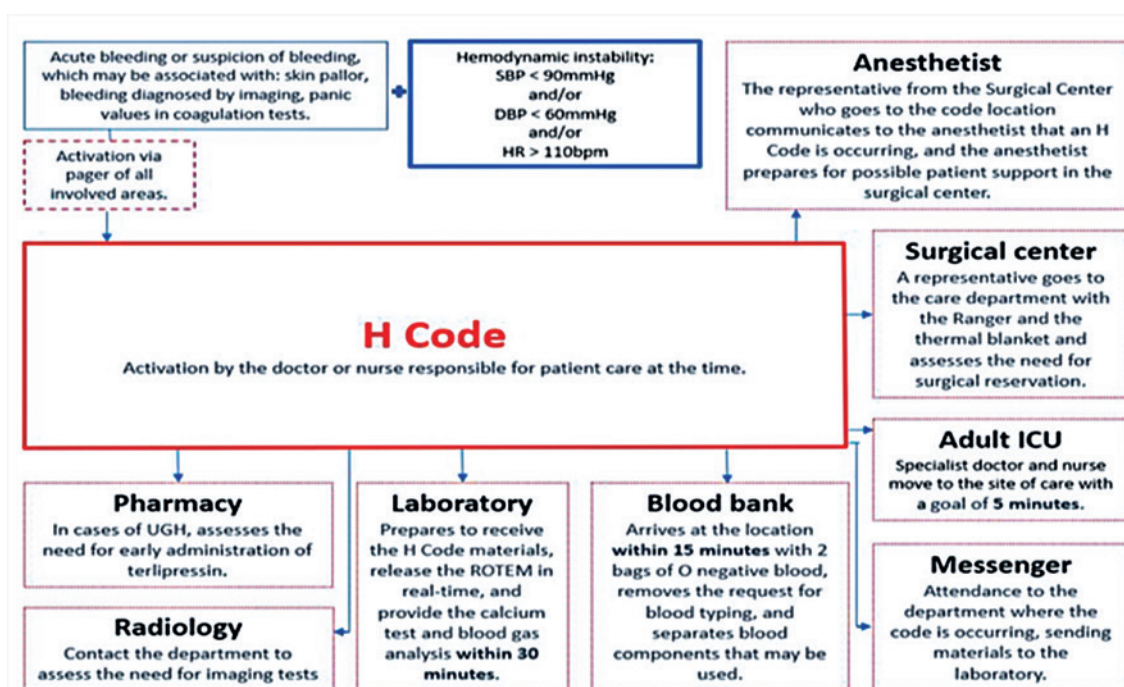 Acute bleeding or suspicion of bleeding,
which may be associated with: skin pallor,
bleeding diagnosed by imaging, panic
values in coagulation tests.
Hemodynamic instability:
SBP < 90mmHg
and/or
DBP < 60mmHg
and/or
HR > 110bpm
Anesthetist
The representative from the Surgical Center
who goes to the code location
communicates to the anesthetist that an H
Code is occurring, and the anesthetist
prepares for possible patient support in the
surgical center.
Activation via
pager of all
involved areas.
H Code
Activation by the doctor or nurse responsible for patient care at the time.
Surgical center
A representative goes to
the care department with
the Ranger and the
thermal blanket and
assesses the need for
surgical reservation.
Adult ICU
Specialist doctor and nurse
move to the site of care with
a goal of 5 minutes.
Pharmacy
In cases of UGH, assesses the
need for early administration of
terlipressin.
Radiology
Contact the department to
assess the need for imaging tests
Laboratory
Prepares to receive
the H Code materials,
release the ROTEM in
real-time, and
provide the calcium
test and blood gas
analysis within 30
minutes.
Blood bank
Arrives at the location
within 15 minutes with 2
bags of O negative blood,
removes the request for
blood typing, and
separates blood
components that may be
used.
Messenger
Attendance to the
department where the
code is occurring, sending
materials to the
laboratory.